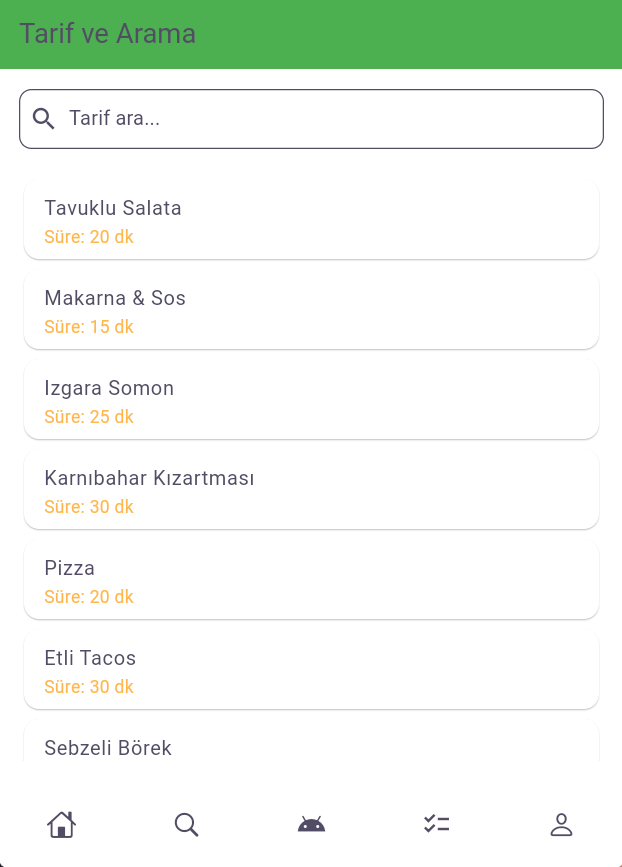 Tarif ve Arama
Tarif ara...
Tavuklu Salata
Süre: 20 dk
Makarna & Sos
Süre: 15 dk
Izgara Somon
Süre: 25 dk
Karnıbahar Kızartması
Süre: 30 dk
Pizza
Süre: 20 dk
Etli Tacos
Süre: 30 dk
Sebzeli Börek